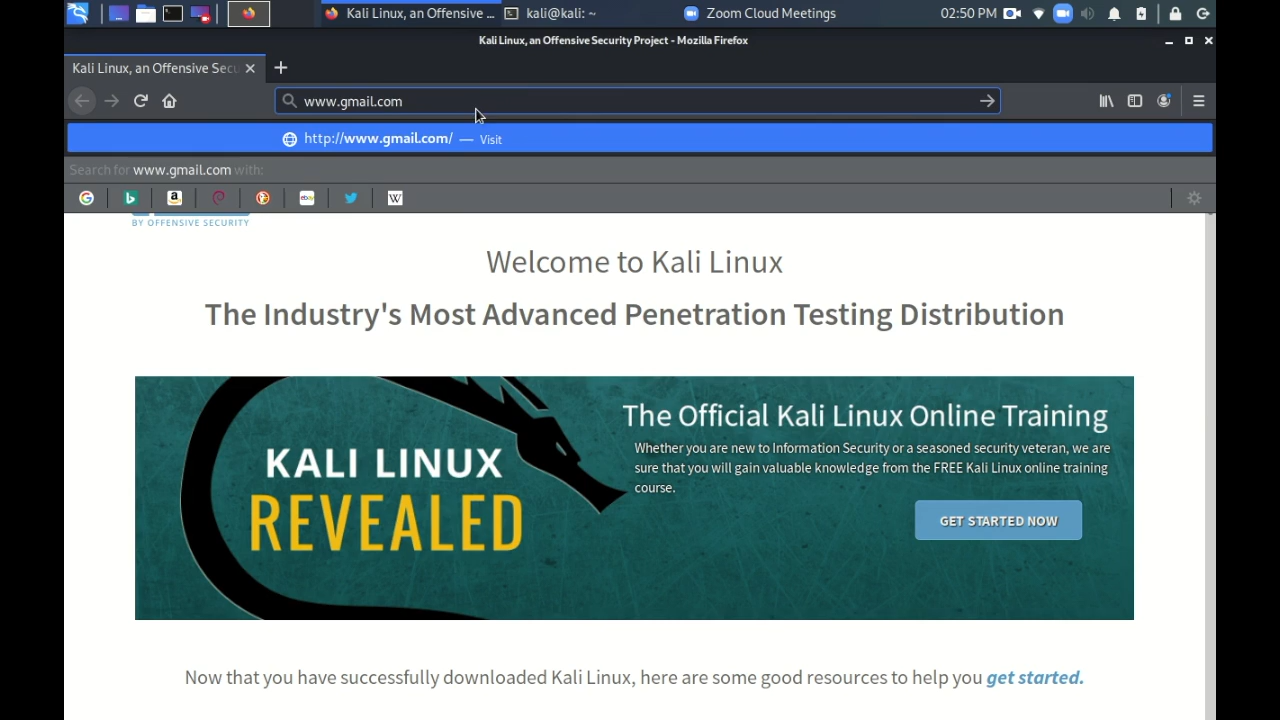 Kali Linux, an Offensive ...
kali@kali: ~
Zoom Cloud Meetings
02:50 PM
Kali Linux, an Offensive Security Project - Mozilla Firefox
Kali Linux, an Offensive Secu
www.gmail.com
http://www.gmail.com/ — Visit
Search for www.gmail.com with:
BY OFFENSIVE SECURITY
Welcome to Kali Linux
The Industry's Most Advanced Penetration Testing Distribution
KALI LINUX
REVEALED
The Official Kali Linux Online Training
Whether you are new to Information Security or a seasoned security veteran, we are
sure that you will gain valuable knowledge from the FREE Kali Linux online training
course.
GET STARTED NOW
Now that you have successfully downloaded Kali Linux, here are some good resources to help you get started.